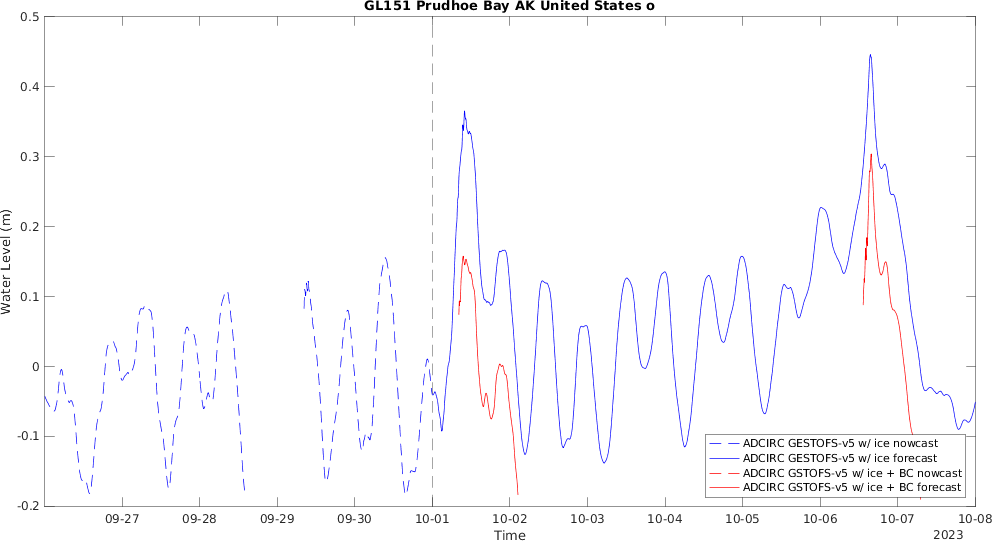 GL151 Prudhoe Bay AK United States o
0.5
0.4
0.3
0.2
0.1
0
-0.1
-0.2
Water Level (m)
09-27 09-28 09-29 09-30 10-01 10-02 10-03 10-04 10-05 10-06 10-07 10-08
Time
2023
ADCIRC GESTOFS-v5 w/ ice nowcast
ADCIRC GESTOFS-v5 w/ ice forecast
ADCIRC GSTOFS-v5 w/ ice + BC nowcast
ADCIRC GSTOFS-v5 w/ ice + BC forecast